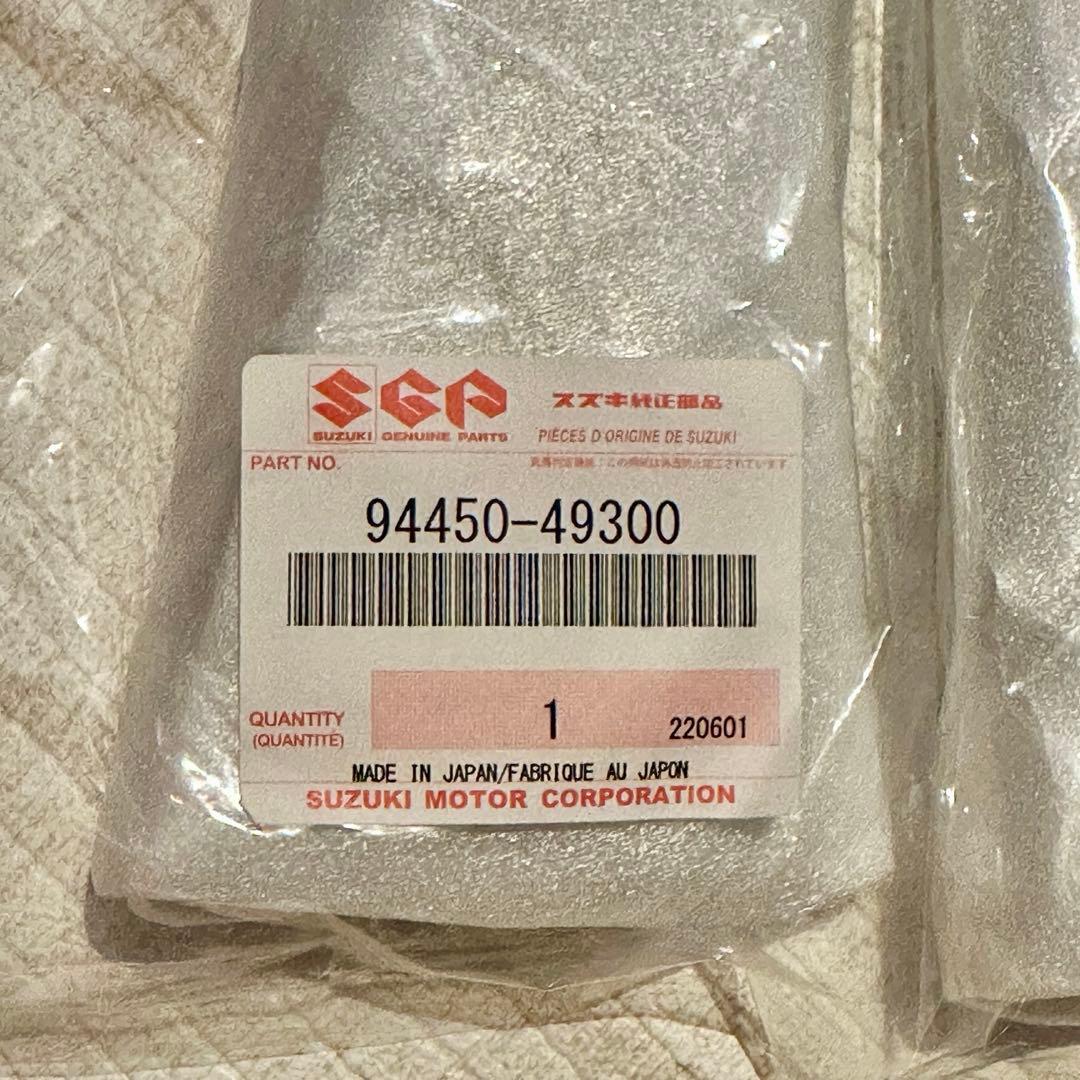 SGP
スズキ純正部品
SUZUKI GENUINE PARTS
PIÈCES D'ORIGINE DE SUZUKI
PART NO.
94450-49300
QUANTITY
(QUANTITÉ)
1
220601
MADE IN JAPAN/FABRIQUE AU JAPON
SUZUKI MOTOR CORPORATION